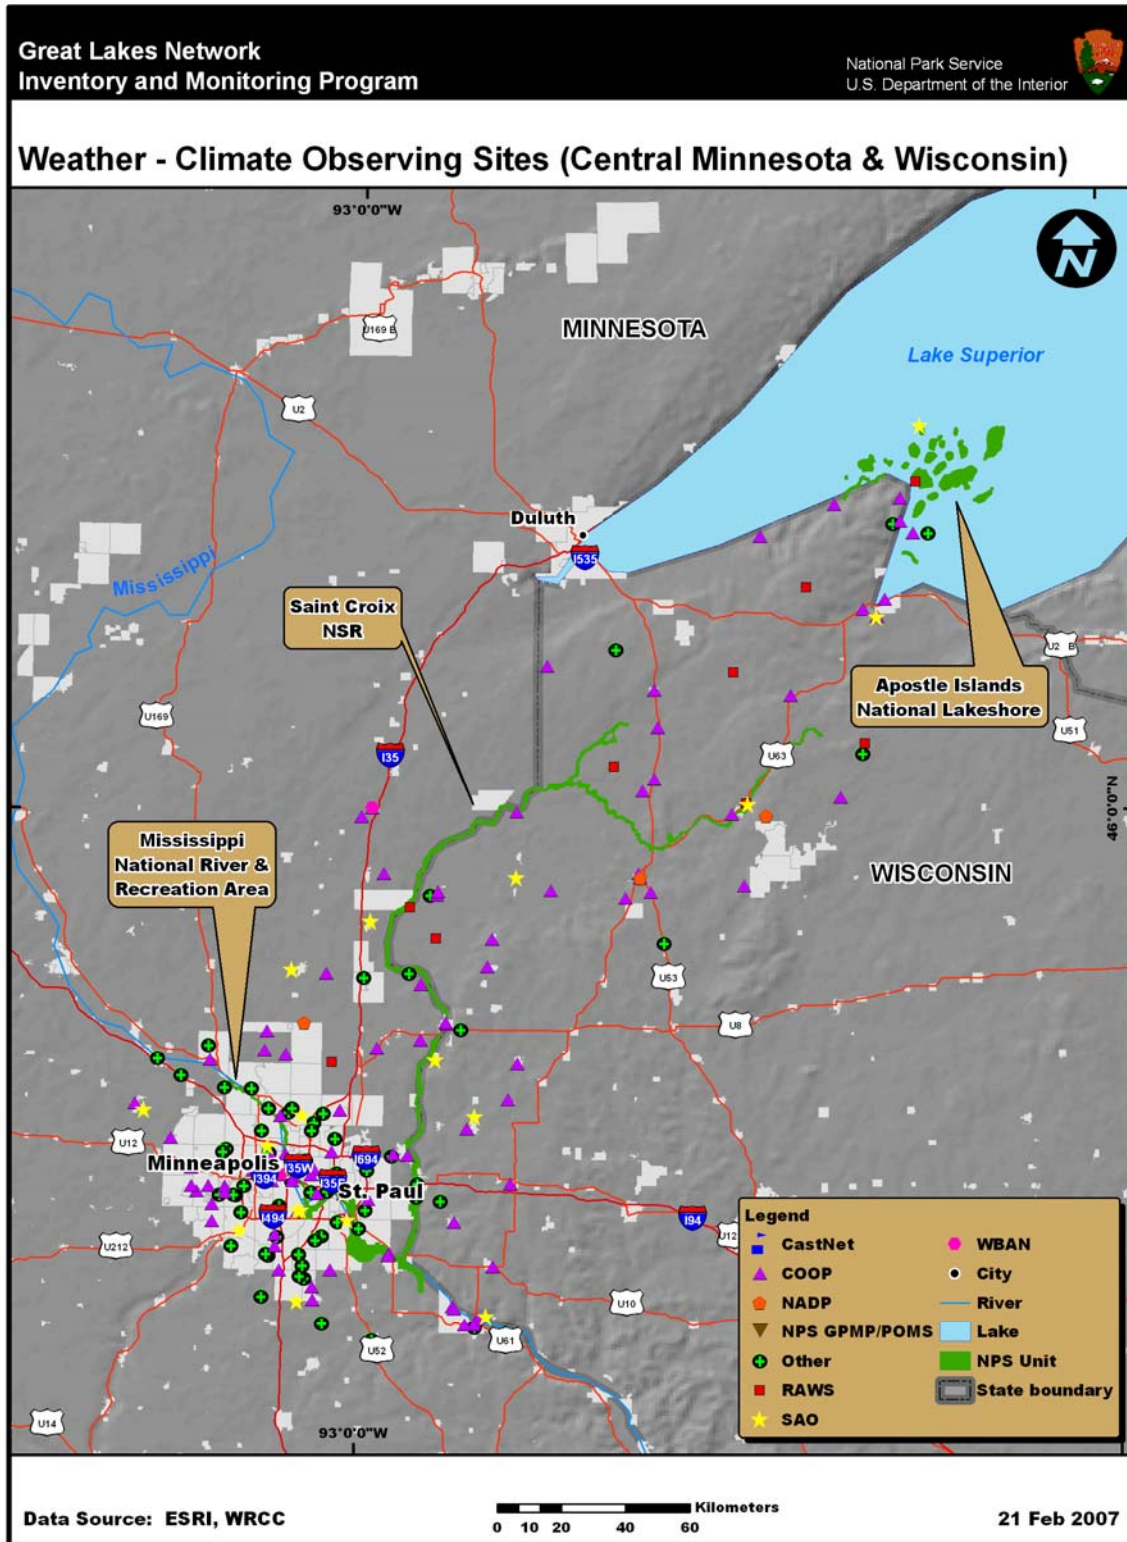 Great Lakes Network
Inventory and Monitoring Program
National Park Service
U.S. Department of the Interior
Weather - Climate Observing Sites (Central Minnesota & Wisconsin)
93°0'0"W
N
U169 B
MINNESOTA
Lake Superior
U2
Duluth
I535
Mississippi
Saint Croix
NSR
U2 B
Apostle Islands
National Lakeshore
U169
U51
I35
U63
46°0'0"N
Mississippi
National River &
Recreation Area
WISCONSIN
U53
U8
U12
Minneapolis
I694
I35W
I394
I35E
St. Paul
I494
I94
U12
U212
U10
U61
U52
U14
Legend
CastNet
COOP
NADP
NPS GPMP/POMS
Other
RAWS
SAO
WBAN
City
River
Lake
NPS Unit
State boundary
93°0'0"W
Data Source: ESRI, WRCC
Kilometers
0 10 20 40 60
21 Feb 2007